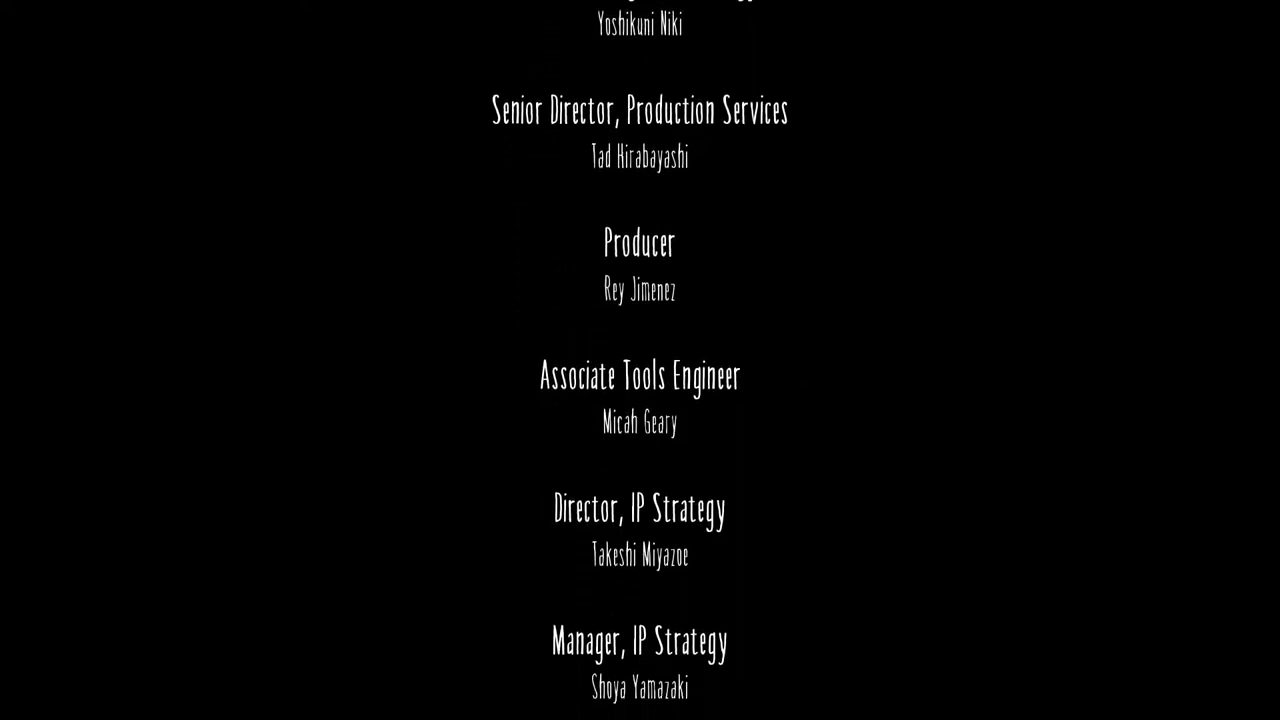 Yoshikuni Niki
Senior Director, Production Services
Tad Hirabayashi
Producer
Rey Jimenez
Associate Tools Engineer
Micah Geary
Director, IP Strategy
Takeshi Miyazoe
Manager, IP Strategy
Shoya Yamazaki